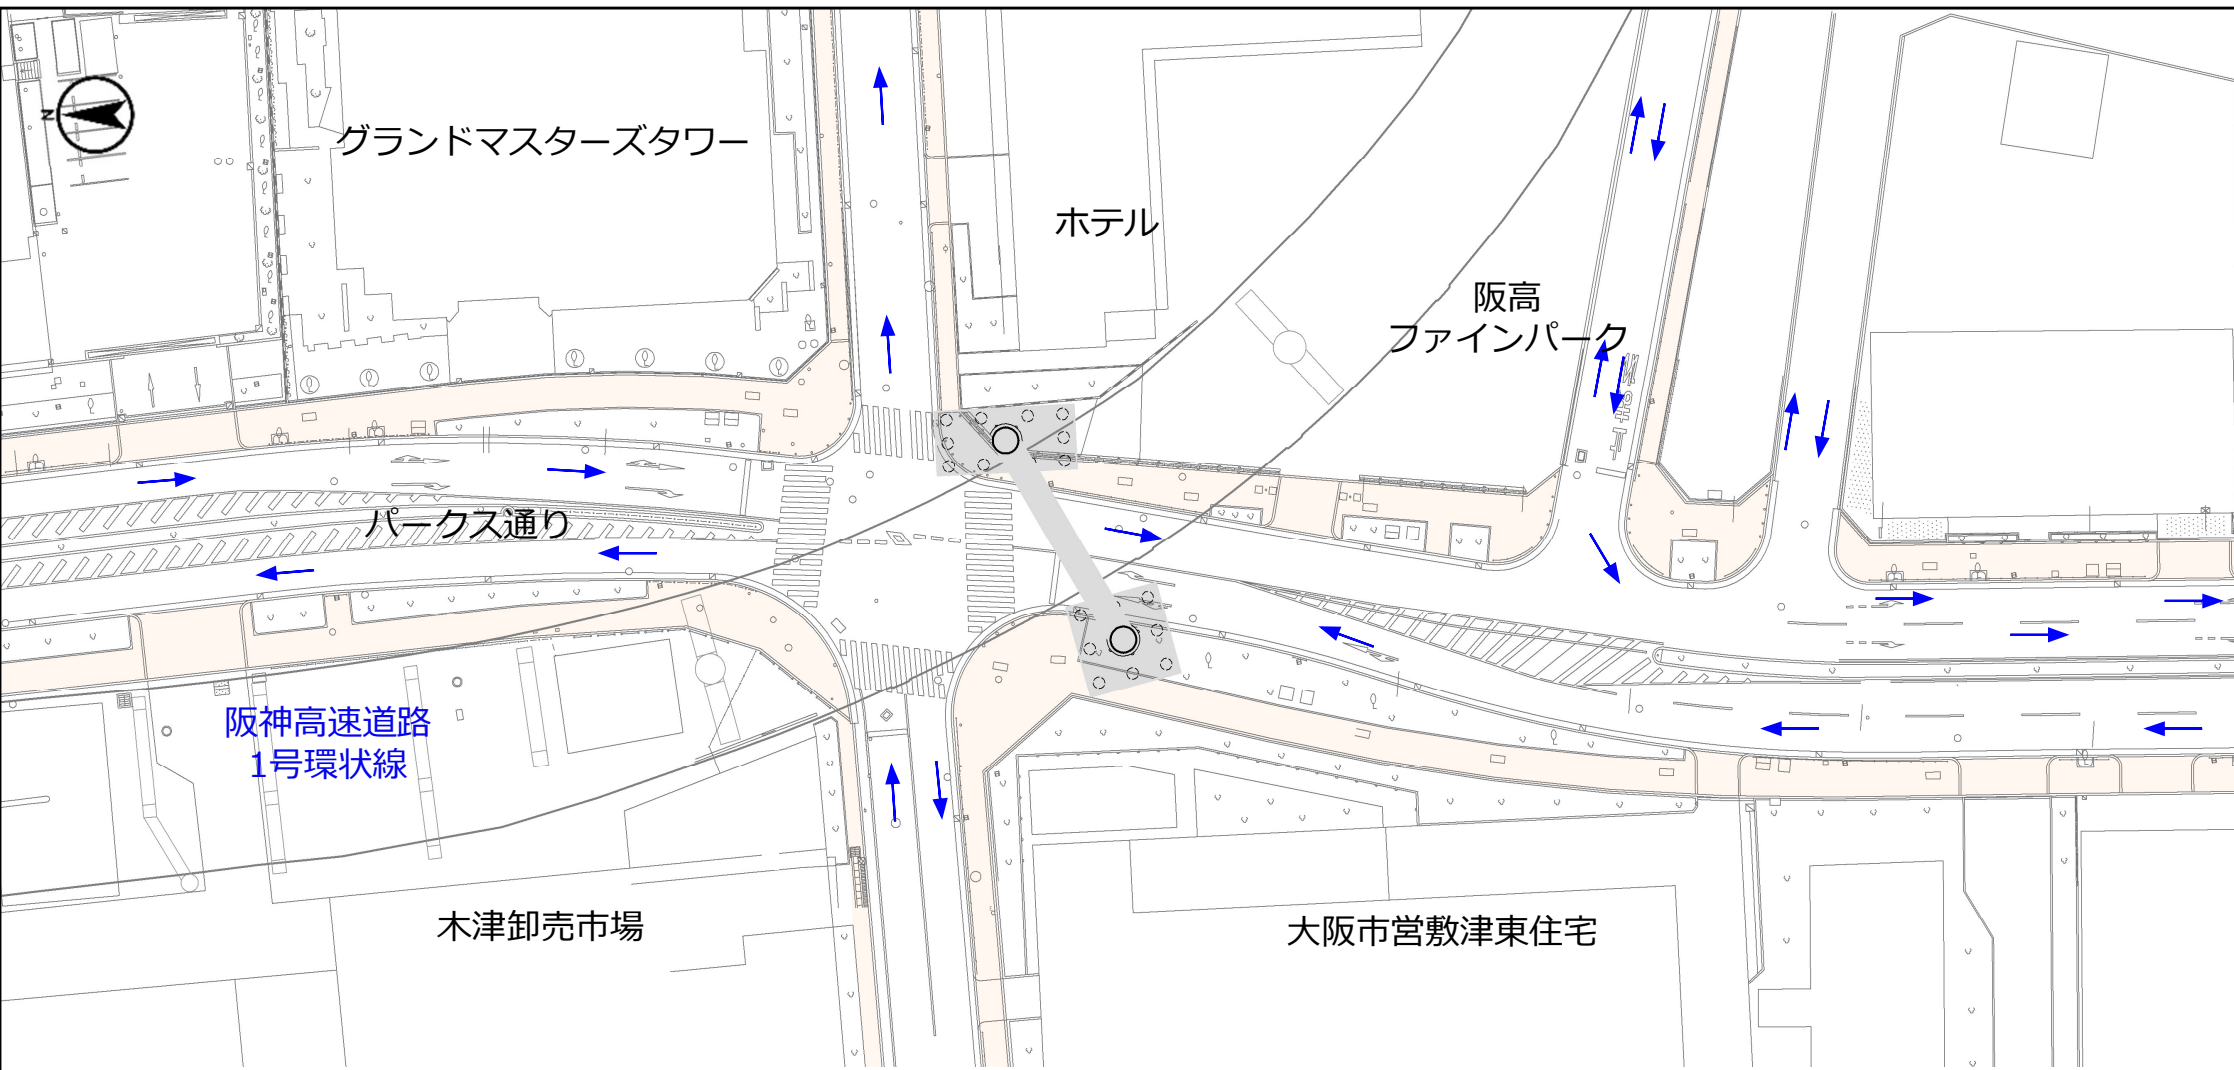 グランドマスターズタワー
N
ホテル
阪高
ファインパーク
パークス通り
阪神高速道路
1号環状線
木津卸売市場
大阪市営敷津東住宅